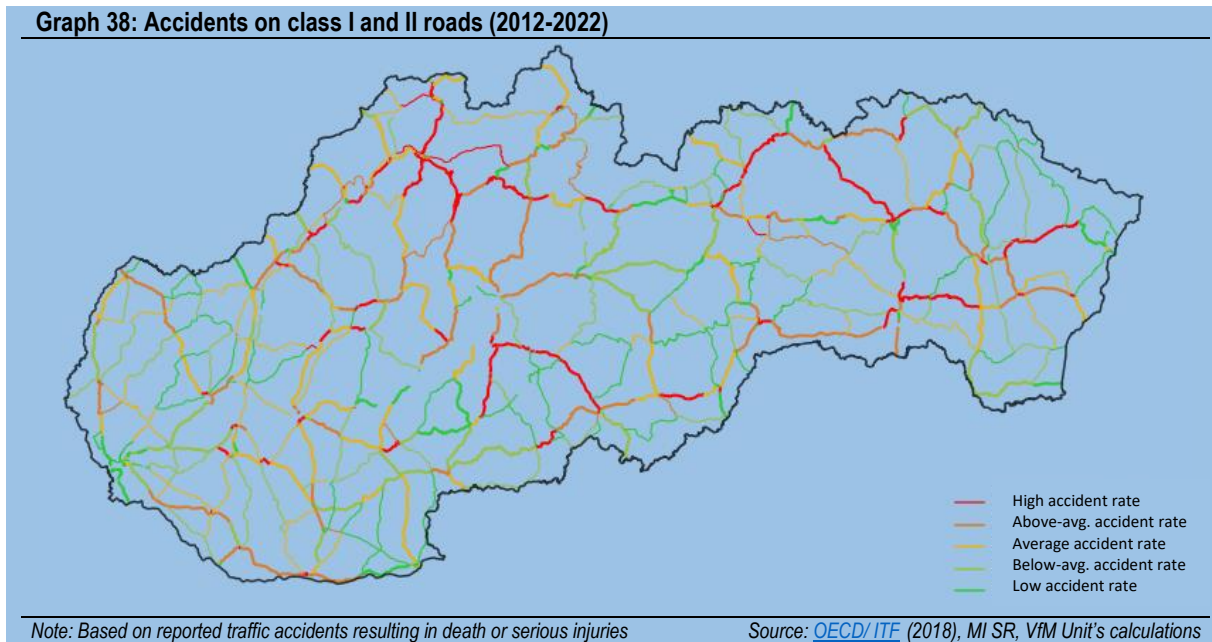 Graph 38: Accidents on class I and II roads (2012-2022)
High accident rate
Above-avg. accident rate
Average accident rate
Below-avg. accident rate
Low accident rate
Note: Based on reported traffic accidents resulting in death or serious injuries Source: OECD/ ITF (2018), MI SR, VfM Unit's calculations